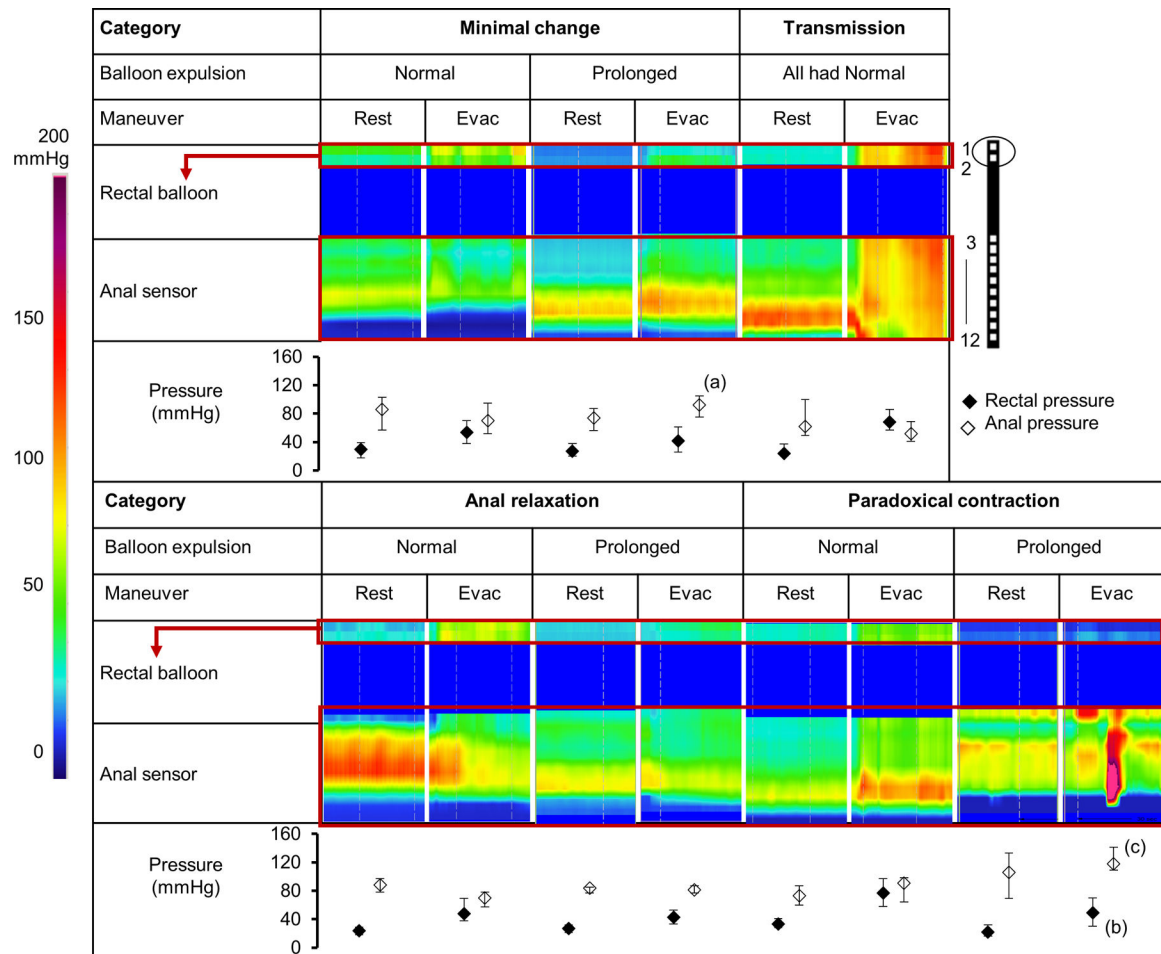 Category Minimal change Transmission
Balloon expulsion Normal Prolonged All had Normal
Maneuver Rest Evac Rest Evac Rest Evac
200
mmHg
1
2
Rectal balloon
3
Anal sensor
150
12
160
Pressure
(mmHg)
120
80
40
0
(a)
Rectal pressure
Anal pressure
100
Category Anal relaxation Paradoxical contraction
Balloon expulsion Normal Prolonged Normal Prolonged
Maneuver Rest Evac Rest Evac Rest Evac Rest Evac
50
Rectal balloon
0
Anal sensor
160
Pressure
(mmHg)
120
80
40
0
(c)
(b)